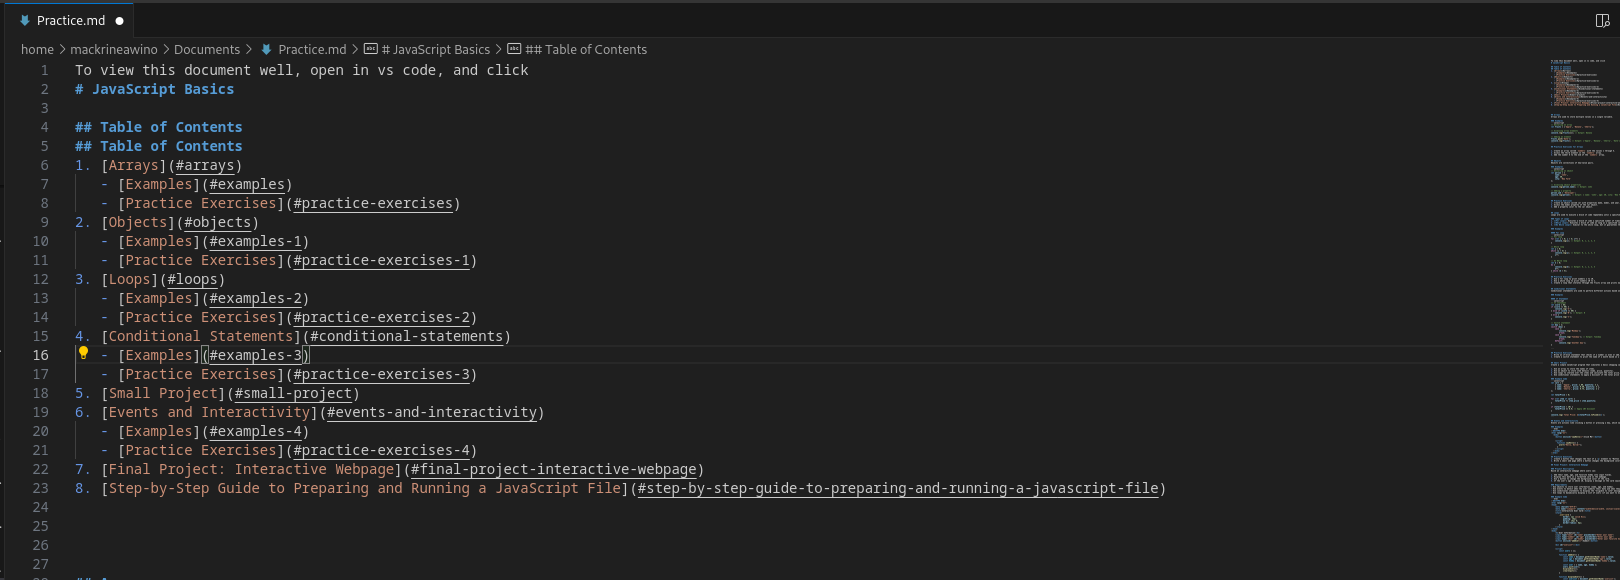 Practice.md
home > mackrineawino > Documents > Practice.md > # JavaScript Basics > ## Table of Contents
1 To view this document well, open in vs code, and click
2 # JavaScript Basics
3
4 ## Table of Contents
5 ## Table of Contents
6 1. [Arrays](#arrays)
7 - [Examples](#examples)
8 - [Practice Exercises](#practice-exercises)
9 2. [Objects](#objects)
10 - [Examples](#examples-1)
11 - [Practice Exercises](#practice-exercises-1)
12 3. [Loops](#loops)
13 - [Examples](#examples-2)
14 - [Practice Exercises](#practice-exercises-2)
15 4. [Conditional Statements](#conditional-statements)
16 - [Examples](#examples-3)
17 - [Practice Exercises](#practice-exercises-3)
18 5. [Small Project](#small-project)
19 6. [Events and Interactivity](#events-and-interactivity)
20 - [Examples](#examples-4)
21 - [Practice Exercises](#practice-exercises-4)
22 7. [Final Project: Interactive Webpage](#final-project-interactive-webpage)
23 8. [Step-by-Step Guide to Preparing and Running a JavaScript File](#step-by-step-guide-to-preparing-and-running-a-javascript-file)
24
25
26
27